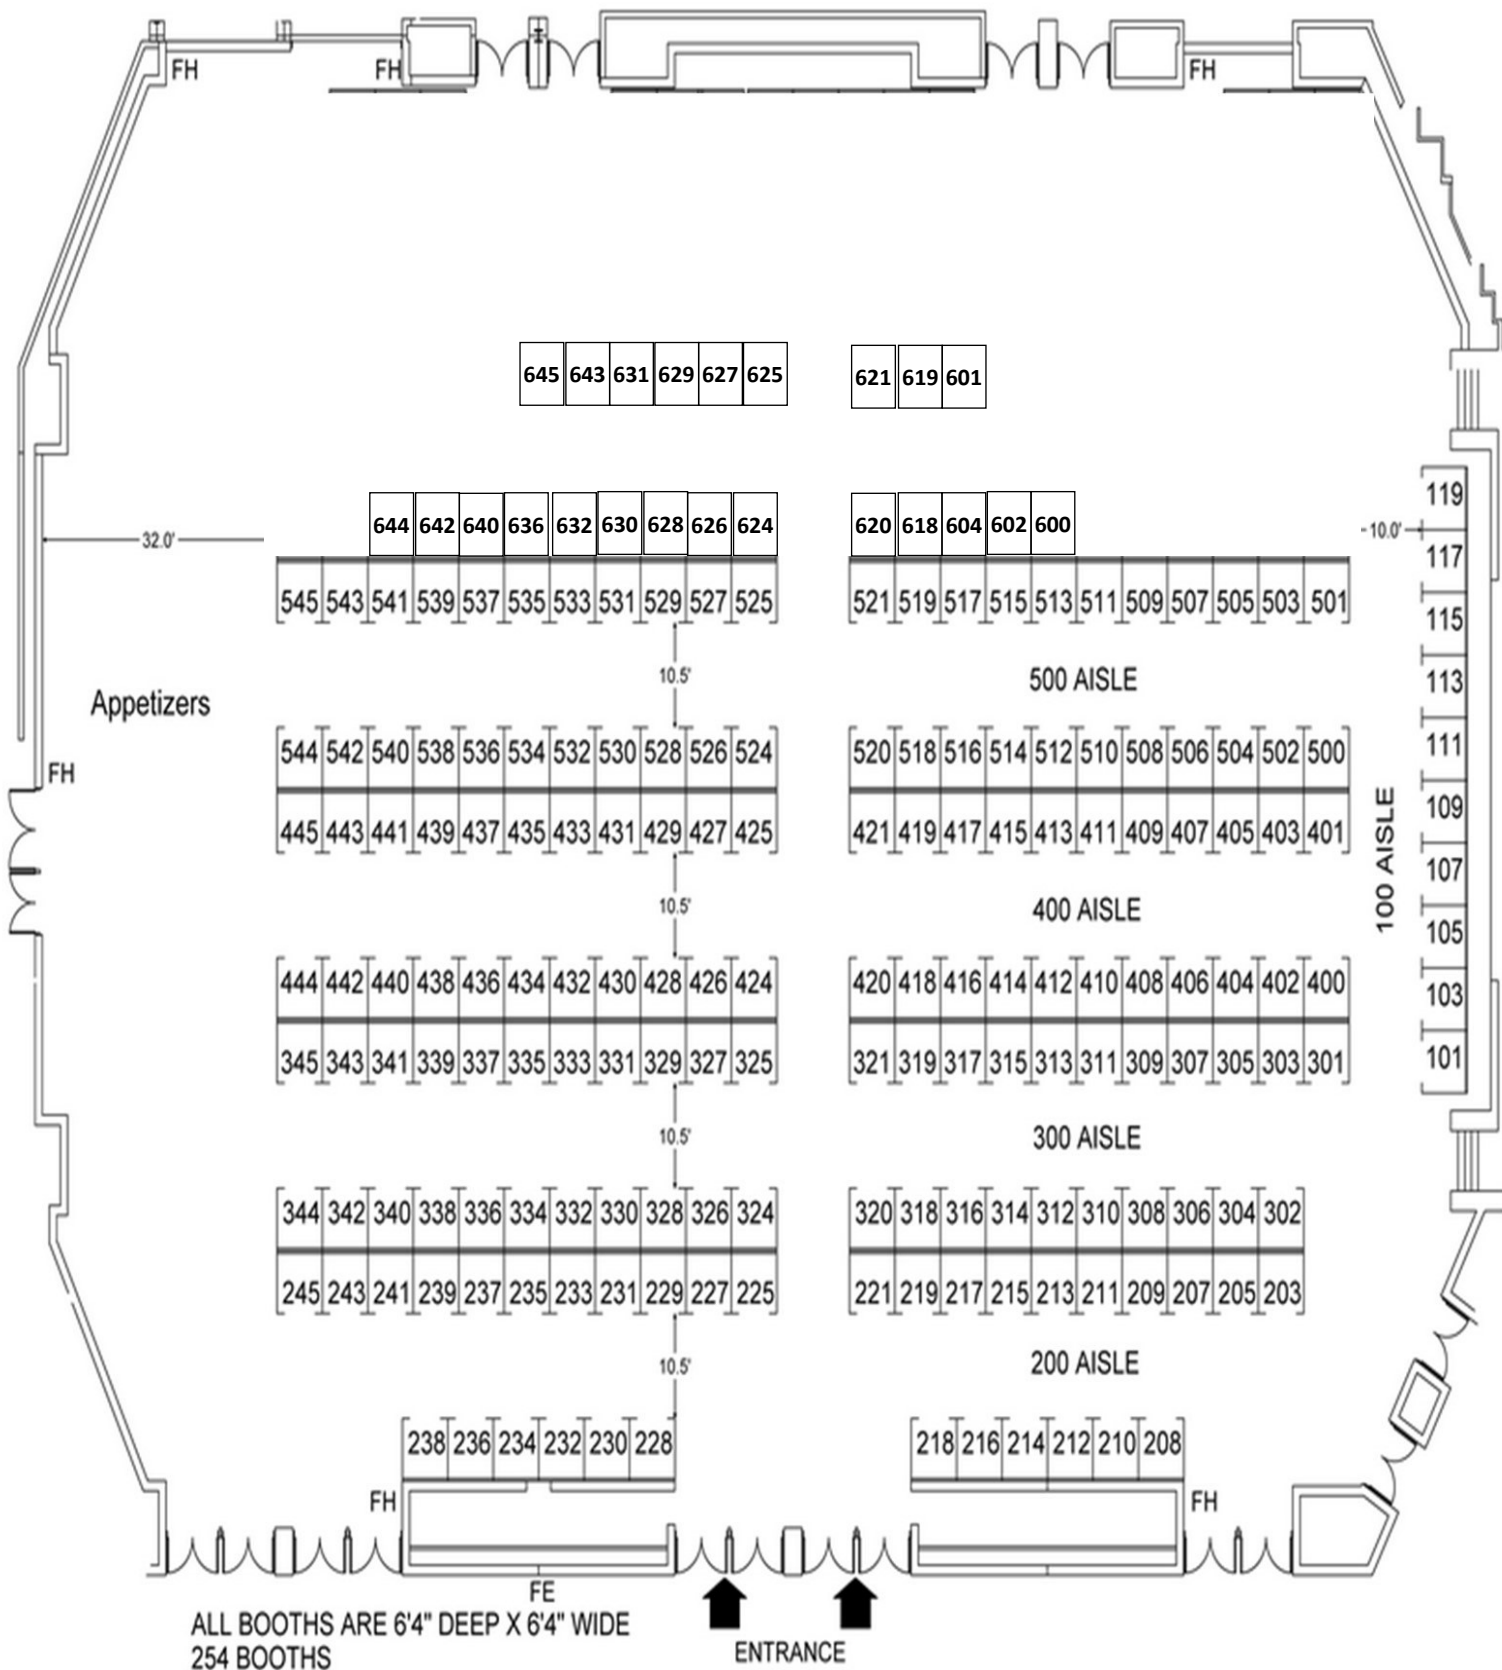 FH FH FH
645 643 631 629 627 625 621 619 601
119
644 642 640 636 632 630 628 626 624 620 618 604 602 600
32.0' 10.0'
117
545 543 541 539 537 535 533 531 529 527 525 521 519 517 515 513 511 509 507 505 503 501
115
10.5' 500 AISLE 113
Appetizers
111
544 542 540 538 536 534 532 530 528 526 524 520 518 516 514 512 510 508 506 504 502 500
FH
109
445 443 441 439 437 435 433 431 429 427 425 421 419 417 415 413 411 409 407 405 403 401
100 AISLE
107
10.5' 400 AISLE
105
444 442 440 438 436 434 432 430 428 426 424 420 418 416 414 412 410 408 406 404 402 400
103
345 343 341 339 337 335 333 331 329 327 325 321 319 317 315 313 311 309 307 305 303 301
101
10.5' 300 AISLE
344 342 340 338 336 334 332 330 328 326 324 320 318 316 314 312 310 308 306 304 302
245 243 241 239 237 235 233 231 229 227 225 221 219 217 215 213 211 209 207 205 203
10.5' 200 AISLE
238 236 234 232 230 228 218 216 214 212 210 208
FH FH
FE
ALL BOOTHS ARE 6'4" DEEP X 6'4" WIDE
254 BOOTHS
ENTRANCE